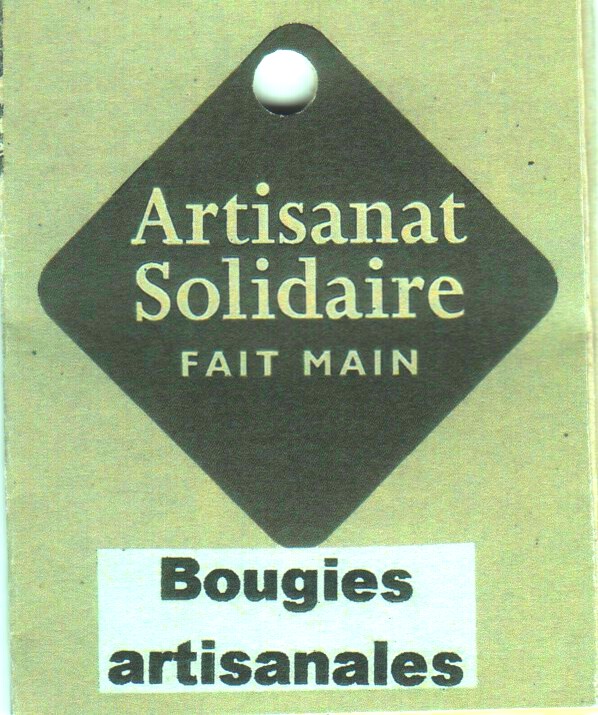 Artisanat
Solidaire
FAIT MAIN
Bougies
artisanales